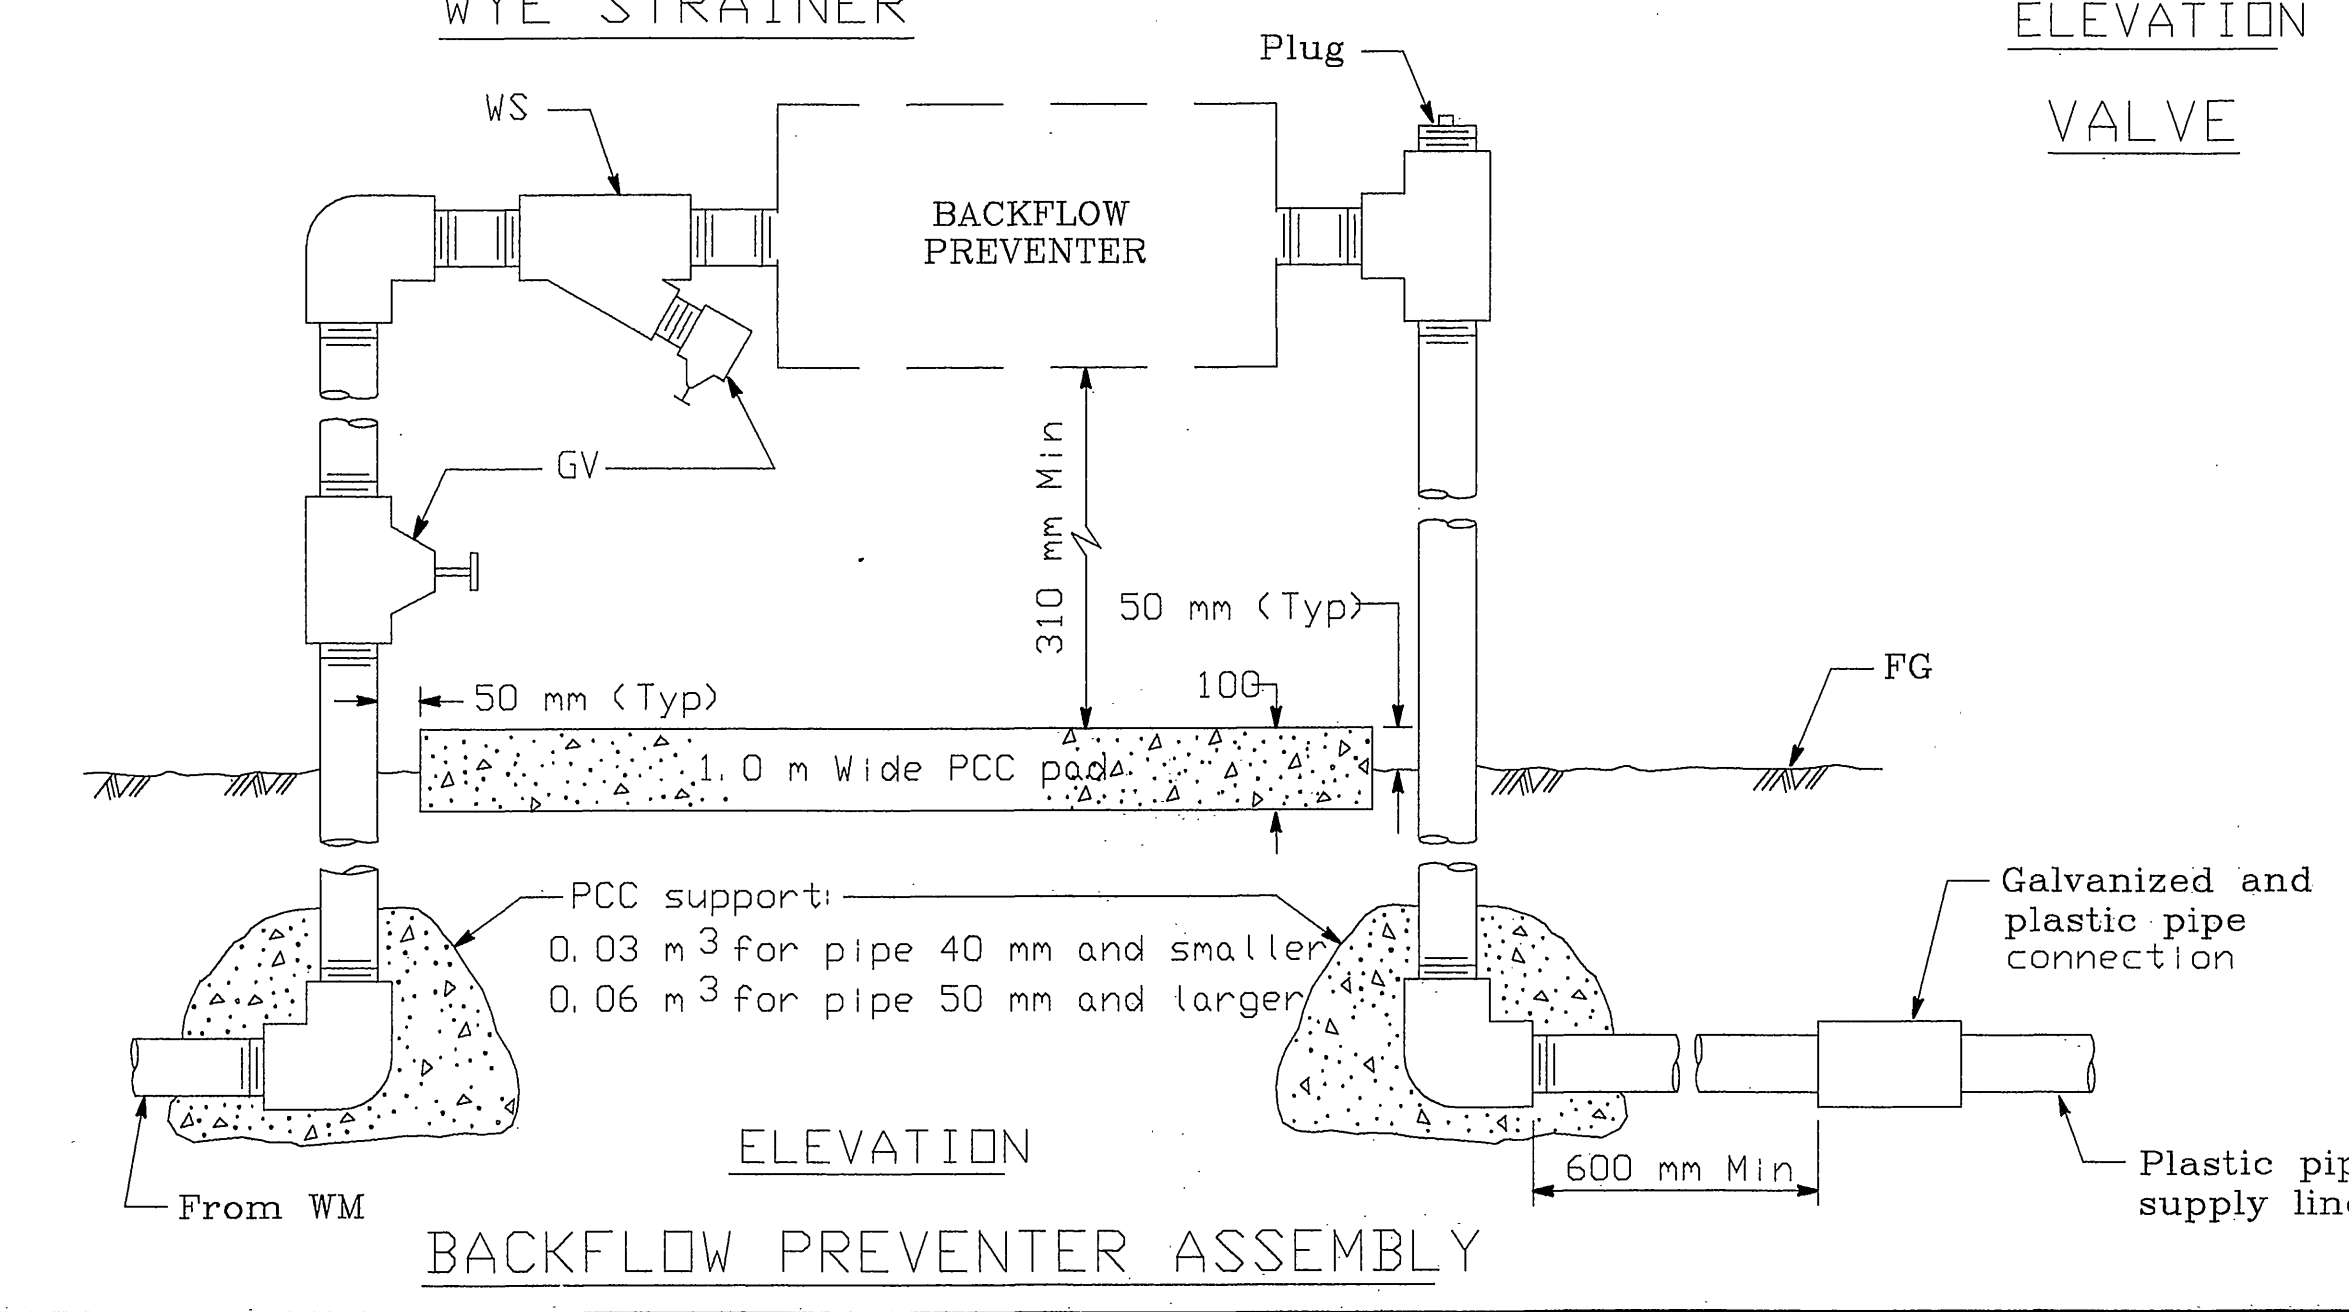 WYE STRAINER
ELEVATION
VALVE
Plug
WS
BACKFLOW
PREVENTER
GV
310 mm Min
50 mm (Typ)
100
50 mm (Typ)
FG
1.0 m Wide PCC pad
PCC support:
0.03 m3 for pipe 40 mm and smaller
0.06 m3 for pipe 50 mm and larger
Galvanized and
plastic pipe
connection
600 mm Min
Plastic
supply
From WM
ELEVATION
BACKFLOW PREVENTER ASSEMBLY